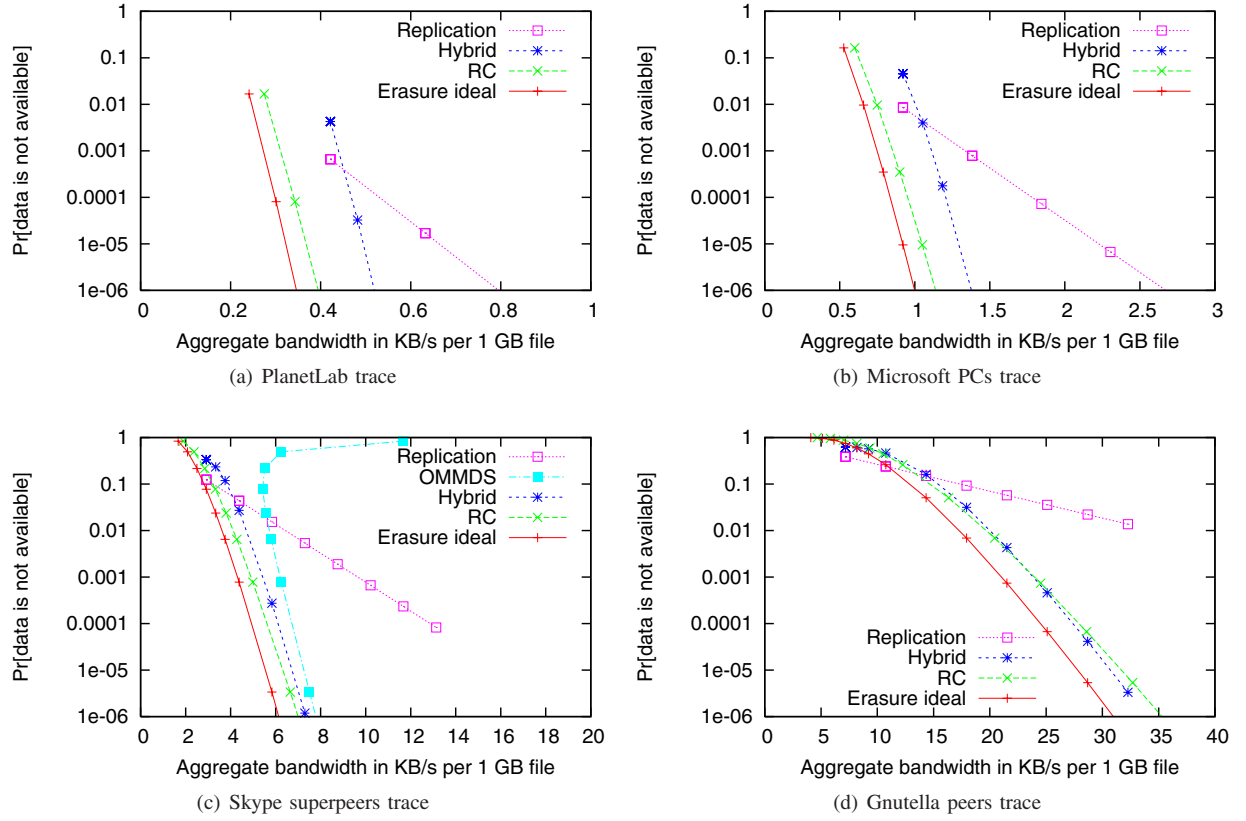 Pr[data is not available]
1
0.1
0.01
0.001
0.0001
1e-05
1e-06
Replication
Hybrid
RC
Erasure ideal
0 0.2 0.4 0.6 0.8 1
Aggregate bandwidth in KB/s per 1 GB file
(a) PlanetLab trace
Pr[data is not available]
1
0.1
0.01
0.001
0.0001
1e-05
1e-06
Replication
Hybrid
RC
Erasure ideal
0 0.5 1 1.5 2 2.5 3
Aggregate bandwidth in KB/s per 1 GB file
(b) Microsoft PCs trace
Pr[data is not available]
1
0.1
0.01
0.001
0.0001
1e-05
1e-06
Replication
OMMDS
Hybrid
RC
Erasure ideal
0 2 4 6 8 10 12 14 16 18 20
Aggregate bandwidth in KB/s per 1 GB file
(c) Skype superpeers trace
Pr[data is not available]
1
0.1
0.01
0.001
0.0001
1e-05
1e-06
Replication
Hybrid
RC
Erasure ideal
0 5 10 15 20 25 30 35 40
Aggregate bandwidth in KB/s per 1 GB file
(d) Gnutella peers trace